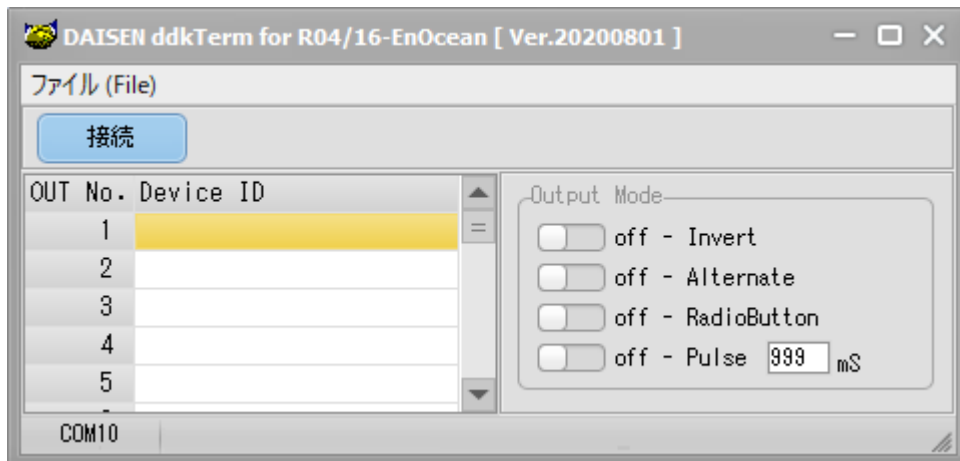 DAISEN ddkTerm for R04/16-EnOcean [ Ver.20200801 ]
ファイル (File)
接続
OUT No. Device ID
1
2
3
4
5
Output Mode
off - Invert
off - Alternate
off - RadioButton
off - Pulse 999 mS
COM10